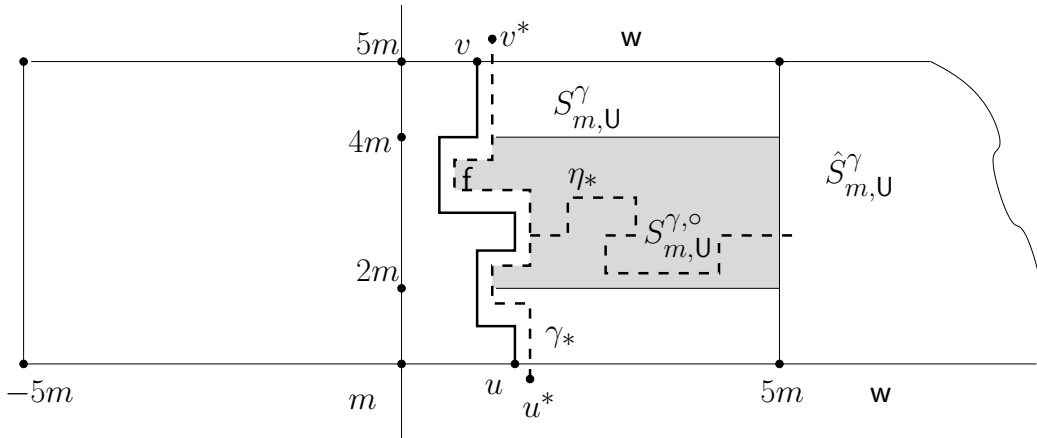 5m v v* w
S^γ_{m,U}
4m
f η* Ŝ^γ_{m,U}
S^{γ,∘}_{m,U}
2m
γ*
−5m m u u* 5m w